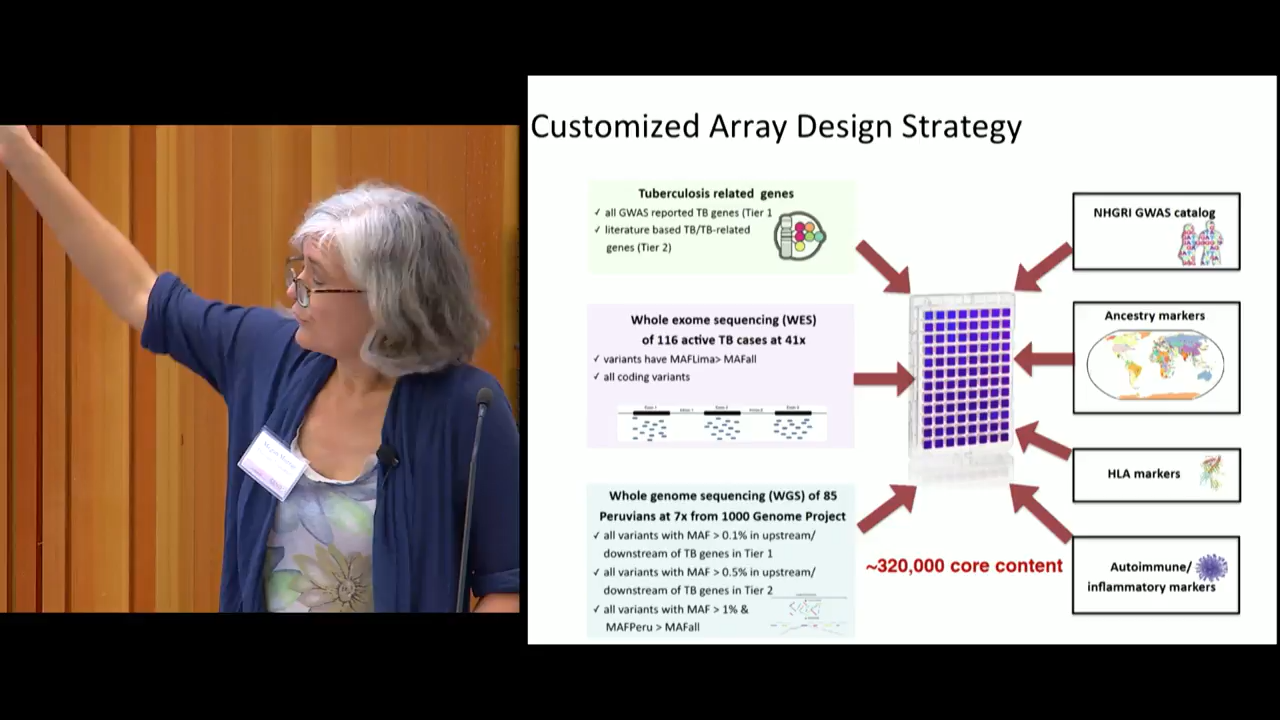 Customized Array Design Strategy
Tuberculosis related genes
✓ all GWAS reported TB genes (Tier 1
✓ literature based TB/TB-related
genes (Tier 2)
Whole exome sequencing (WES)
of 116 active TB cases at 41x
✓ variants have MAFLima> MAFall
✓ all coding variants
Whole genome sequencing (WGS) of 85
Peruvians at 7x from 1000 Genome Project
✓ all variants with MAF > 0.1% in upstream/
downstream of TB genes in Tier 1
✓ all variants with MAF > 0.5% in upstream/
downstream of TB genes in Tier 2
✓ all variants with MAF > 1% &
MAFPeru > MAFall
~320,000 core content
NHGRI GWAS catalog
Ancestry markers
HLA markers
Autoimmune/
inflammatory markers